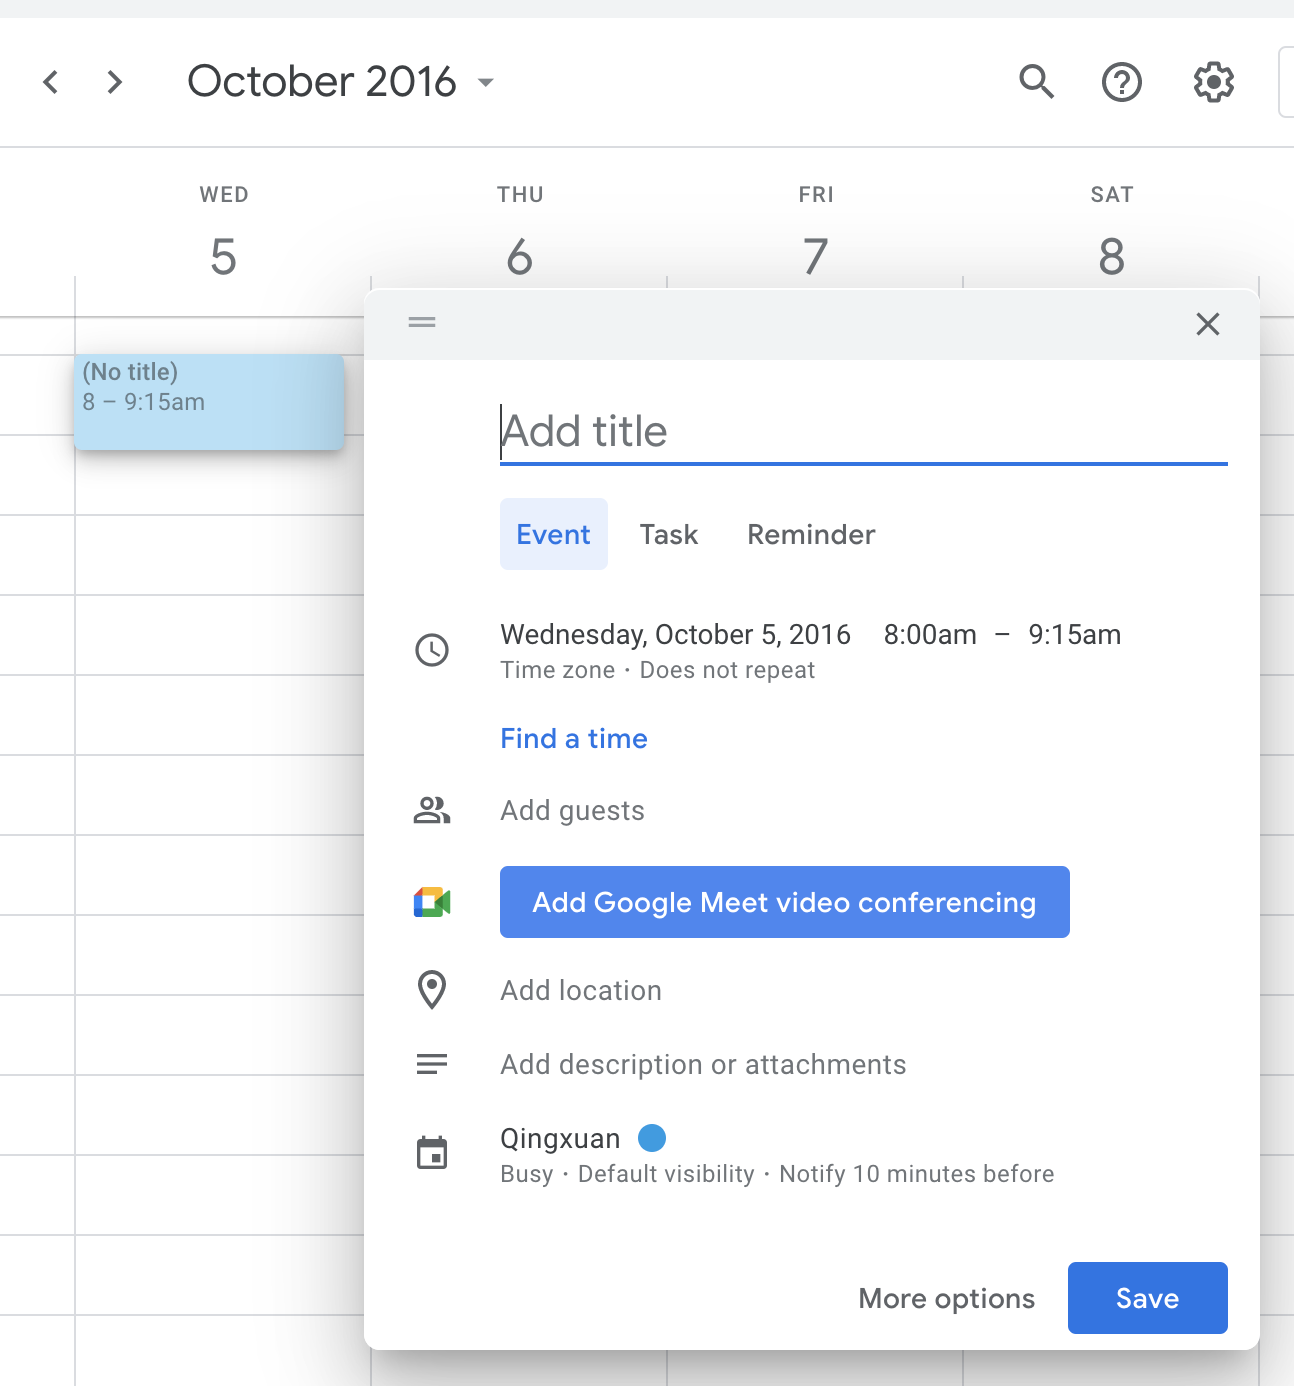 October 2016
WED THU FRI SAT
5 6 7 8
(No title)
8 – 9:15am
Add title
Event Task Reminder
Wednesday, October 5, 2016 8:00am – 9:15am
Time zone · Does not repeat
Find a time
Add guests
Add Google Meet video conferencing
Add location
Add description or attachments
Qingxuan
Busy · Default visibility · Notify 10 minutes before
More options Save